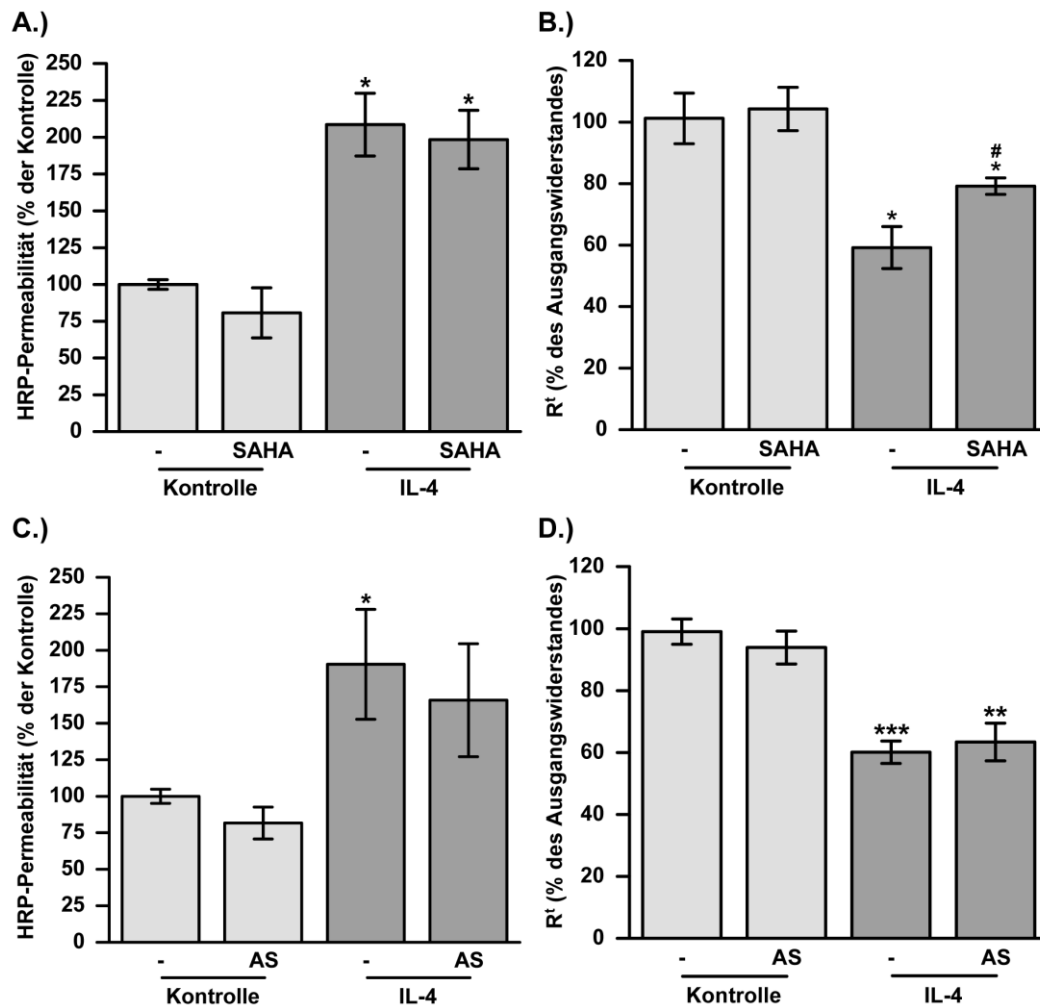 A.)
HRP-Permeabilität (% der Kontrolle)
250
225
200
175
150
125
100
75
50
25
0
* *
- SAHA - SAHA
Kontrolle IL-4
B.)
Rᵗ (% des Ausgangswiderstandes)
120
100
80
60
40
20
0
#
* *
- SAHA - SAHA
Kontrolle IL-4
C.)
HRP-Permeabilität (% der Kontrolle)
250
225
200
175
150
125
100
75
50
25
0
*
- AS - AS
Kontrolle IL-4
D.)
Rᵗ (% des Ausgangswiderstandes)
120
100
80
60
40
20
0
*** **
- AS - AS
Kontrolle IL-4